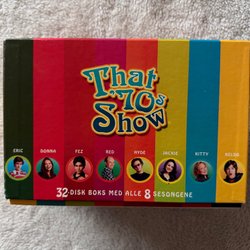 That
'70s
Show
ERIC DONNA FEZ RED HYDE JACKIE KITTY KELSO
32 DISK BOKS MED ALLE 8 SESONGENE